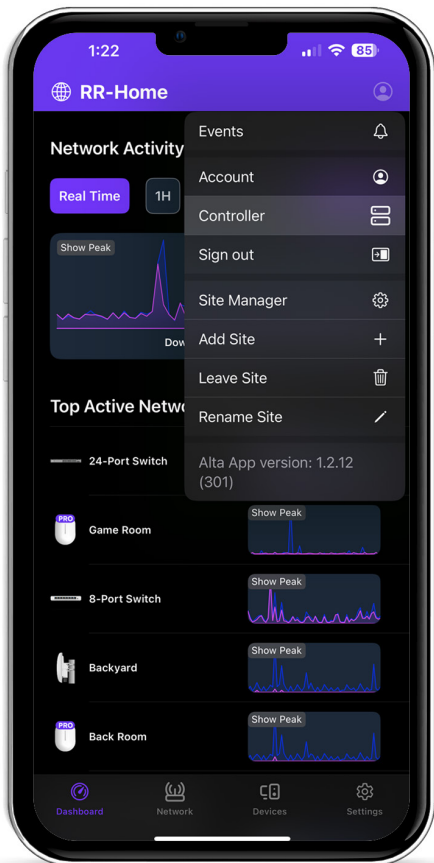 1:22
85
RR-Home
Events
Network Activity
Account
Real Time
1H
Controller
Show Peak
Sign out
Site Manager
Dow
Add Site
Leave Site
Top Active Netwo
Rename Site
24-Port Switch
Alta App version: 1.2.12
(301)
PRO
Game Room
Show Peak
8-Port Switch
Show Peak
Backyard
Show Peak
PRO
Back Room
Show Peak
Dashboard
Network
Devices
Settings